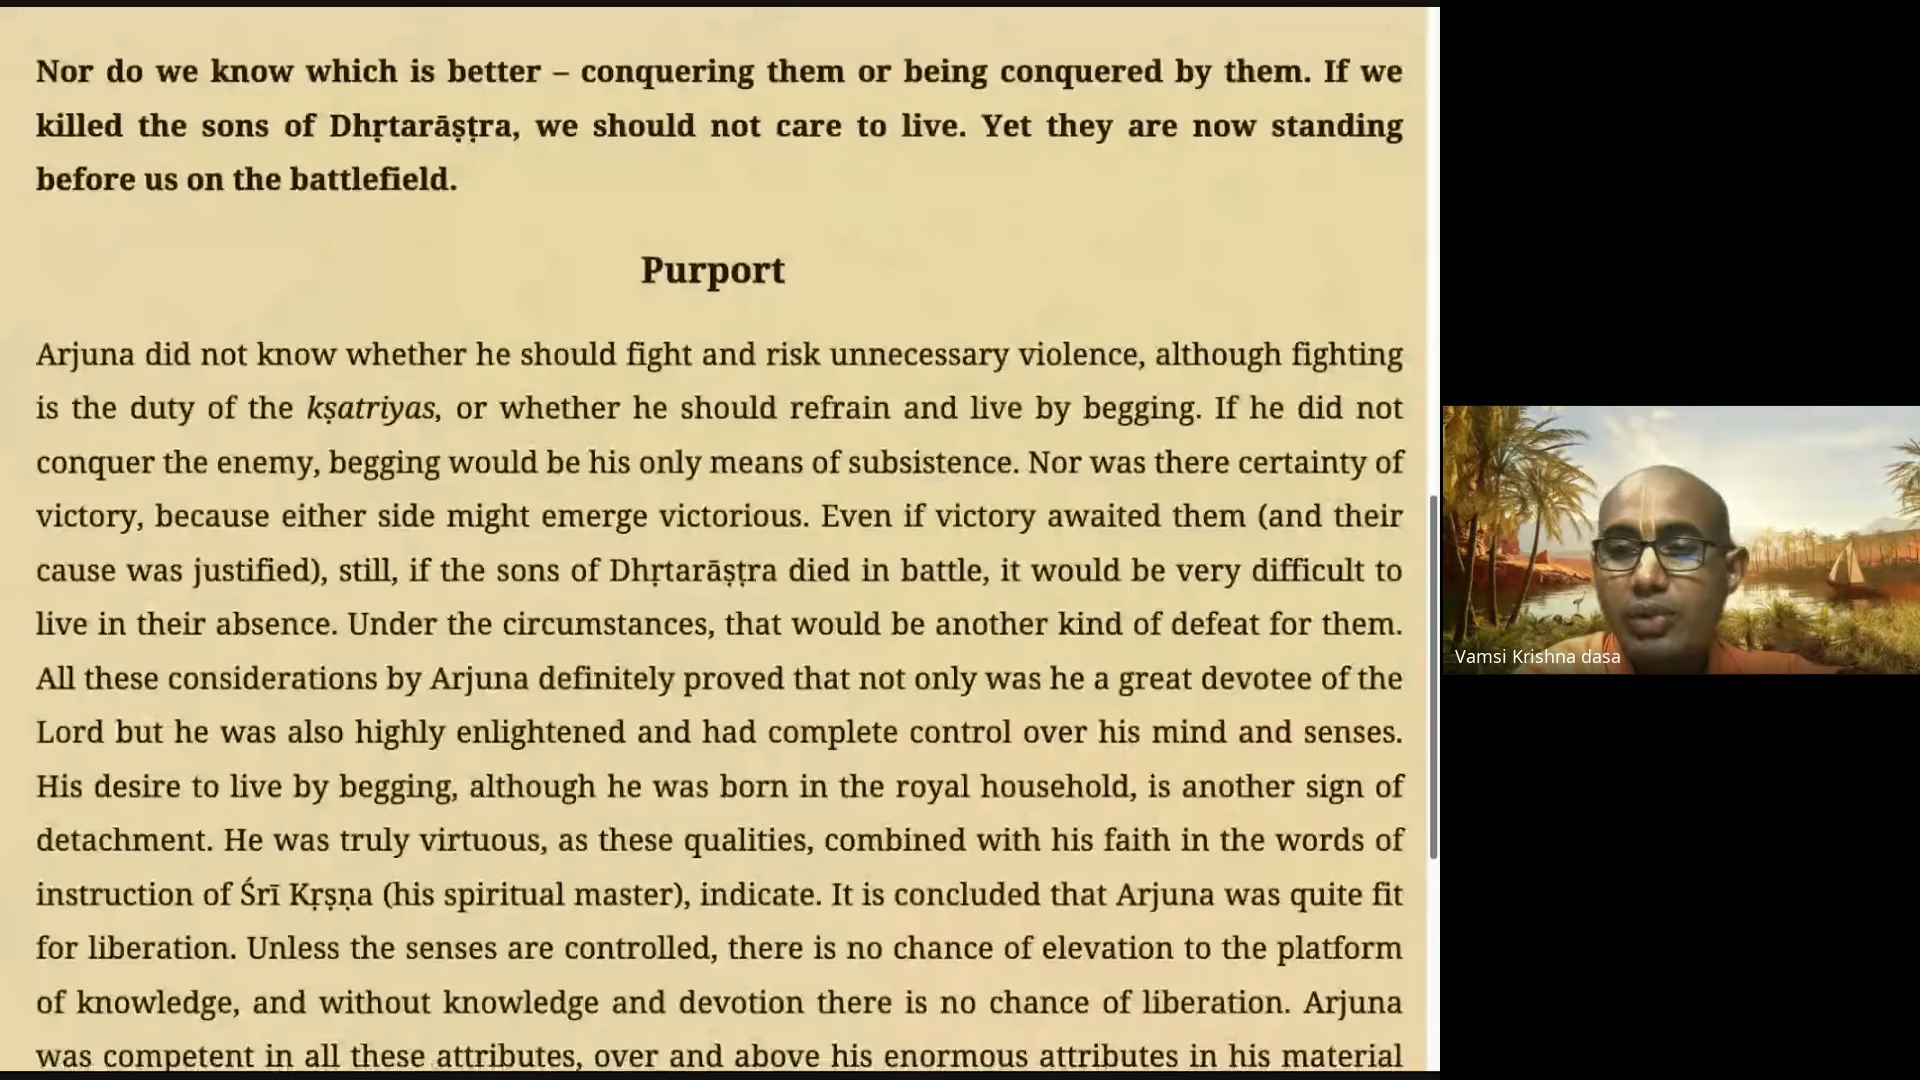 Nor do we know which is better – conquering them or being conquered by them. If we
killed the sons of Dhṛtarāṣṭra, we should not care to live. Yet they are now standing
before us on the battlefield.
Purport
Arjuna did not know whether he should fight and risk unnecessary violence, although fighting
is the duty of the kṣatriyas, or whether he should refrain and live by begging. If he did not
conquer the enemy, begging would be his only means of subsistence. Nor was there certainty of
victory, because either side might emerge victorious. Even if victory awaited them (and their
cause was justified), still, if the sons of Dhṛtarāṣṭra died in battle, it would be very difficult to
live in their absence. Under the circumstances, that would be another kind of defeat for them.
All these considerations by Arjuna definitely proved that not only was he a great devotee of the
Lord but he was also highly enlightened and had complete control over his mind and senses.
His desire to live by begging, although he was born in the royal household, is another sign of
detachment. He was truly virtuous, as these qualities, combined with his faith in the words of
instruction of Śrī Kṛṣṇa (his spiritual master), indicate. It is concluded that Arjuna was quite fit
for liberation. Unless the senses are controlled, there is no chance of elevation to the platform
of knowledge, and without knowledge and devotion there is no chance of liberation. Arjuna
was competent in all these attributes, over and above his enormous attributes in his material
Vamsi Krishna dasa